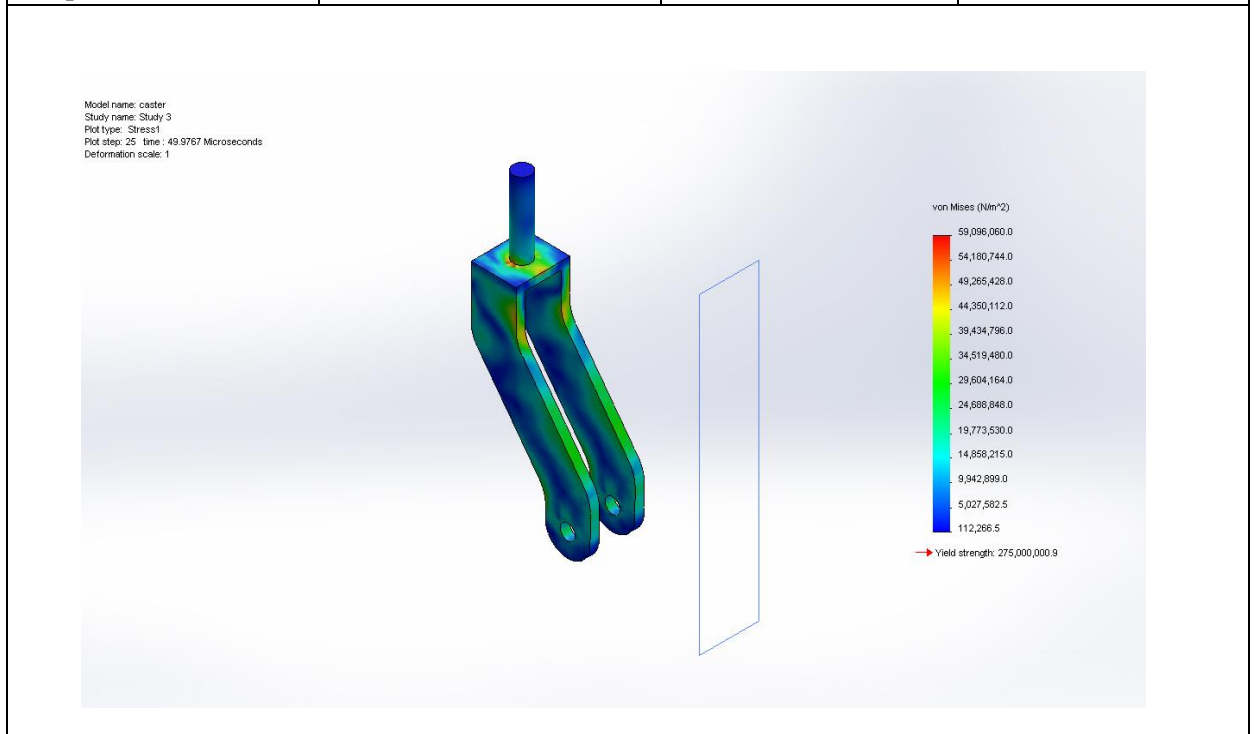 Model name: caster
Study name: Study 3
Plot type: Stress1
Plot step: 25 time : 49.9767 Microseconds
Deformation scale: 1
von Mises (N/m^2)
59,096,060.0
54,180,744.0
49,265,428.0
44,350,112.0
39,434,796.0
34,519,480.0
29,604,164.0
24,688,848.0
19,773,530.0
14,858,215.0
9,942,899.0
5,027,582.5
112,266.5
Yield strength: 275,000,000.9